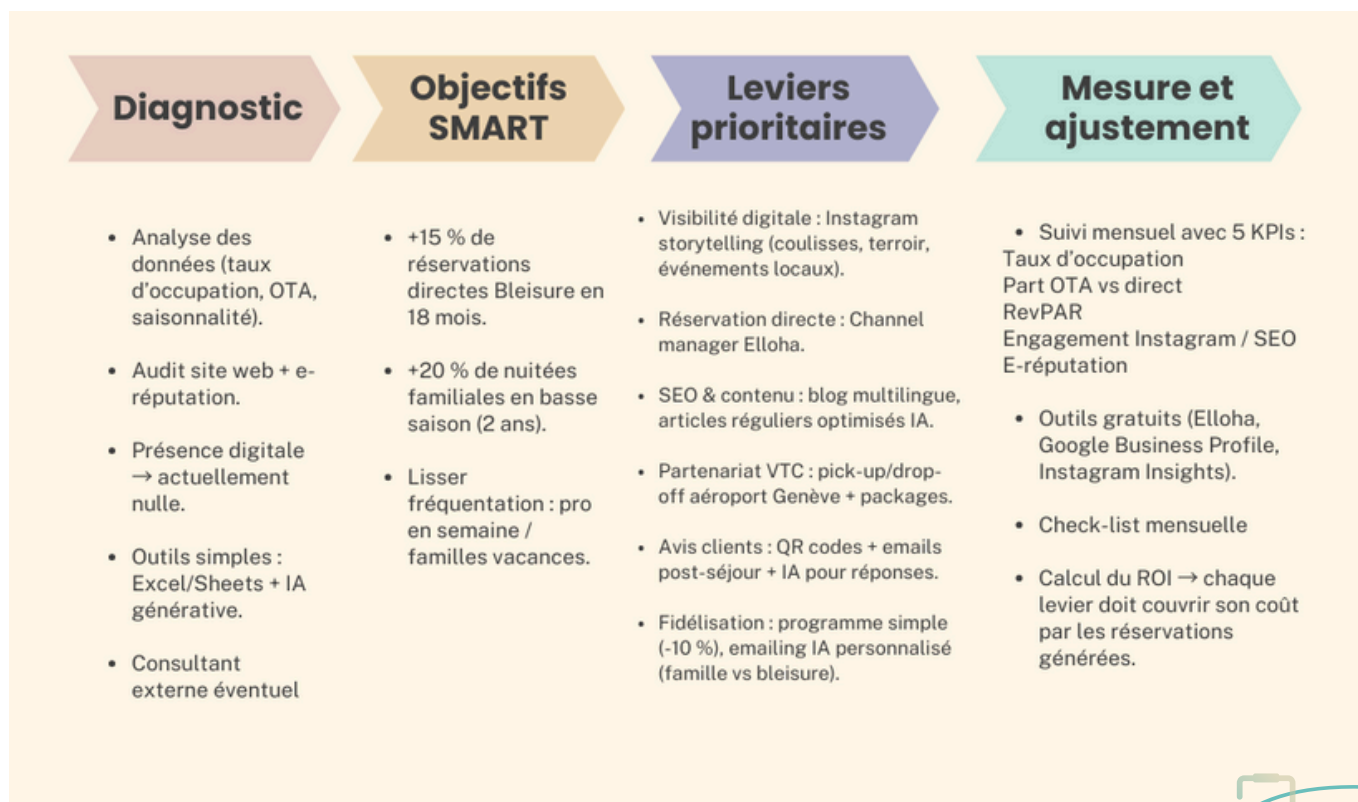 Diagnostic
• Analyse des
données (taux
d'occupation, OTA,
saisonnalité).
• Audit site web + e-
réputation.
• Présence digitale
→ actuellement
nulle.
• Outils simples :
Excel/Sheets + IA
générative.
• Consultant
externe éventuel
Objectifs
SMART
• +15 % de
réservations
directes Bleisure en
18 mois.
• +20 % de nuitées
familiales en basse
saison (2 ans).
• Lisser
fréquentation : pro
en semaine /
familles vacances.
Leviers
prioritaires
• Visibilité digitale : Instagram
storytelling (coulisses, terroir,
événements locaux).
• Réservation directe : Channel
manager Elloha.
• SEO & contenu : blog multilingue,
articles réguliers optimisés IA.
• Partenariat VTC : pick-up/drop-
off aéroport Genève + packages.
• Avis clients : QR codes + emails
post-séjour + IA pour réponses.
• Fidélisation : programme simple
(-10 %), emailing IA personnalisé
(famille vs bleisure).
Mesure et
ajustement
• Suivi mensuel avec 5 KPIs :
Taux d'occupation
Part OTA vs direct
RevPAR
Engagement Instagram / SEO
E-réputation
• Outils gratuits (Elloha,
Google Business Profile,
Instagram Insights).
• Check-list mensuelle
• Calcul du ROI → chaque
levier doit couvrir son coût
par les réservations
générées.